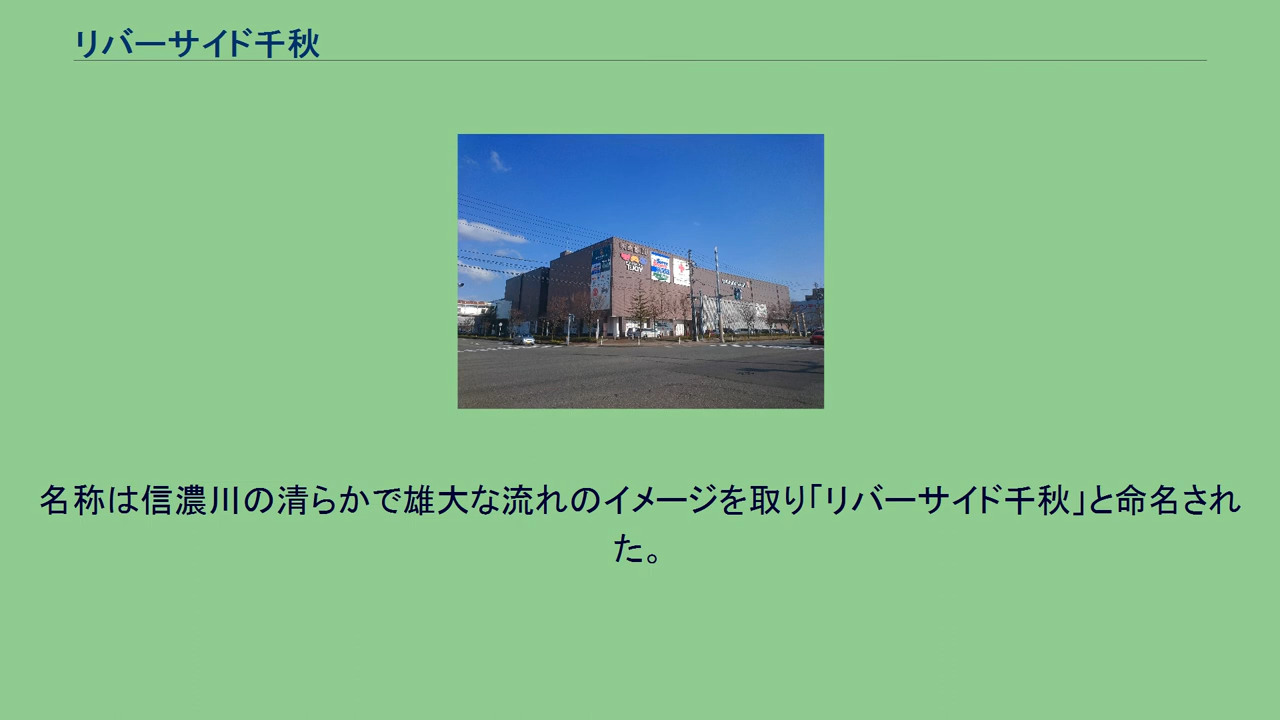 リバーサイド千秋
T・JOY
名称は信濃川の清らかで雄大な流れのイメージを取り「リバーサイド千秋」と命名され
た。